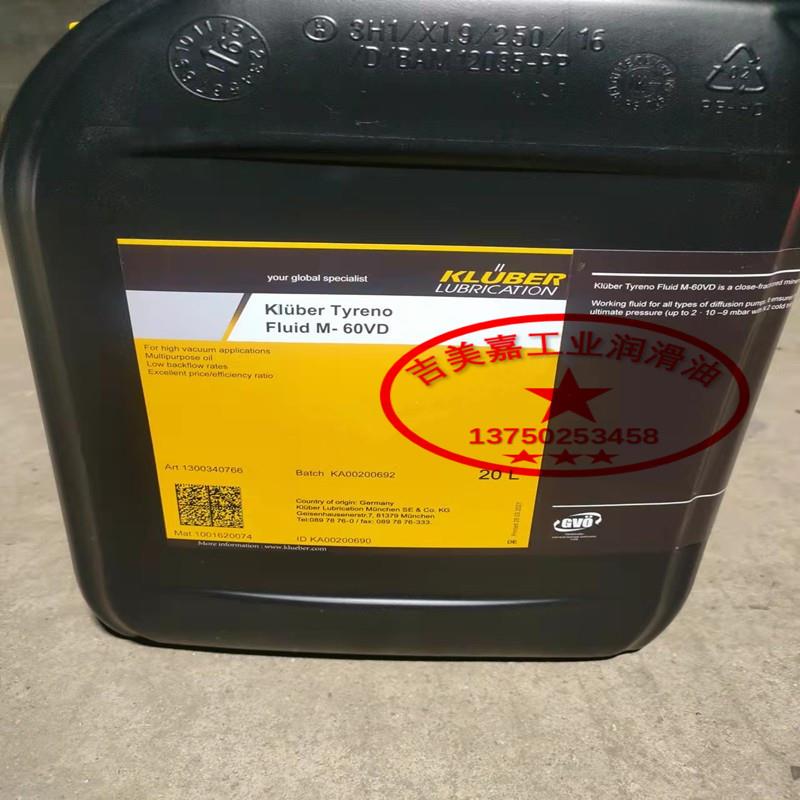 3H1/X1.9/250/16
/D/BAM 12035-PP
your global specialist
KLÜBER
LUBRICATION
Klüber Tyreno
Fluid M- 60VD
For high vacuum applications
Multipurpose oil
Low backflow rates
Excellent price/efficiency ratio
Klüber Tyreno Fluid M-60VD is a close-fractioned
Working fluid for all types of diffusion
ultimate pressure (up to 2 · 10 –9 mbar
吉美嘉工业润滑油
13750253458
Art.1300340766
Batch KA00200692
20 L
Country of origin: Germany
Klüber Lubrication München SE & Co. KG
Geisenhausenerstr.7, 81379 München
Tel:089 78 76-0 / fax: 089 78 76-333.
Mat.1001620074
ID KA00200690
DE
More information : www.klueber.com
GVÖ